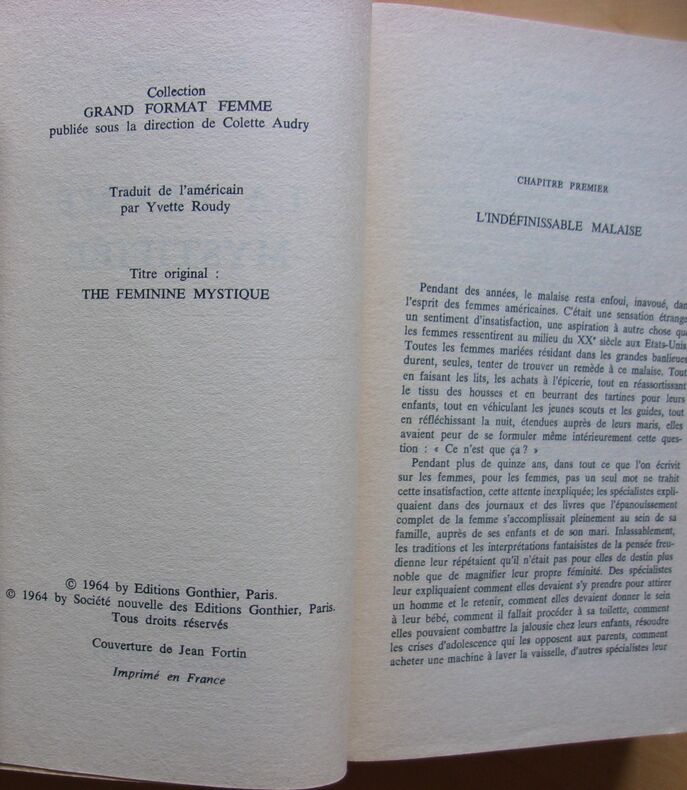 Collection
GRAND FORMAT FEMME
publiée sous la direction de Colette Audry
Traduit de l'américain
par Yvette Roudy
Titre original :
THE FEMININE MYSTIQUE
© 1964 by Editions Gonthier, Paris.
© 1964 by Société nouvelle des Editions Gonthier, Paris.
Tous droits réservés
Couverture de Jean Fortin
Imprimé en France
CHAPITRE PREMIER
L'INDÉFINISSABLE MALAISE
Pendant des années, le malaise resta enfoui, inavoué, dan
l'esprit des femmes américaines. C'était une sensation étrange
un sentiment d'insatisfaction, une aspiration à autre chose que
les femmes ressentirent au milieu du XXe siècle aux Etats-Unis
Toutes les femmes mariées résidant dans les grandes banlieues
durent, seules, tenter de trouver un remède à ce malaise. Tout
en faisant les lits, les achats à l'épicerie, tout en réassortissant
le tissu des housses et en beurrant des tartines pour leurs
enfants, tout en véhiculant les jeunes scouts et les guides, tout
en réfléchissant la nuit, étendues auprès de leurs maris, elles
avaient peur de se formuler même intérieurement cette ques-
tion : « Ce n'est que ça ? »
Pendant plus de quinze ans, dans tout ce que l'on écrivit
sur les femmes, pour les femmes, pas un seul mot ne trahit
cette insatisfaction, cette attente inexpliquée; les spécialistes expli-
quaient dans des journaux et des livres que l'épanouissement
complet de la femme s'accomplissait pleinement au sein de sa
famille, auprès de ses enfants et de son mari. Inlassablement,
les traditions et les interprétations fantaisistes de la pensée freu-
dienne leur répétaient qu'il n'était pas pour elles de destin plus
noble que de magnifier leur propre féminité. Des spécialistes
leur expliquaient comment elles devaient s'y prendre pour attirer
un homme et le retenir, comment elles devaient donner le sein
à leur bébé, comment il fallait procéder à sa toilette, comment
elles pouvaient combattre la jalousie chez leurs enfants, résoudre
les crises d'adolescence qui les opposent aux parents, comment
acheter une machine à laver la vaisselle, d'autres spécialistes leur